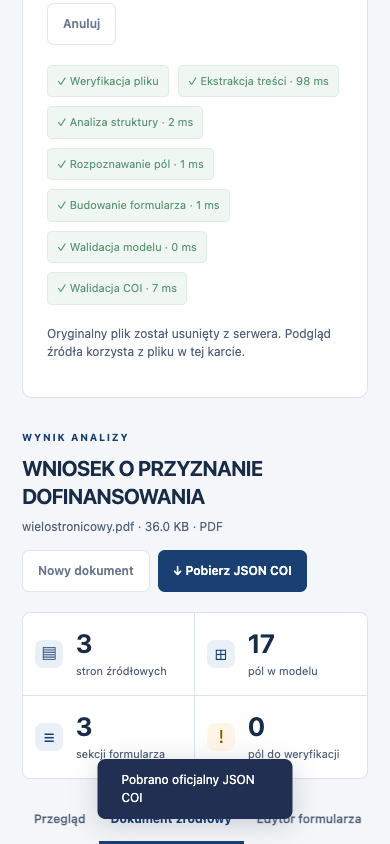 Anuluj
✓ Weryfikacja pliku
✓ Ekstrakcja treści · 98 ms
✓ Analiza struktury · 2 ms
✓ Rozpoznawanie pól · 1 ms
✓ Budowanie formularza · 1 ms
✓ Walidacja modelu · 0 ms
✓ Walidacja COI · 7 ms
Oryginalny plik został usunięty z serwera. Podgląd
źródła korzysta z pliku w tej karcie.
WYNIK ANALIZY
WNIOSEK O PRZYZNANIE
DOFINANSOWANIA
wielostronicowy.pdf · 36.0 KB · PDF
Nowy dokument
↓ Pobierz JSON COI
3
stron źródłowych
17
pól w modelu
3
sekcji formularza
!
0
pól do weryfikacji
Pobrano oficjalny JSON
COI
Przegląd
Dokument źródłowy
Edytor formularza